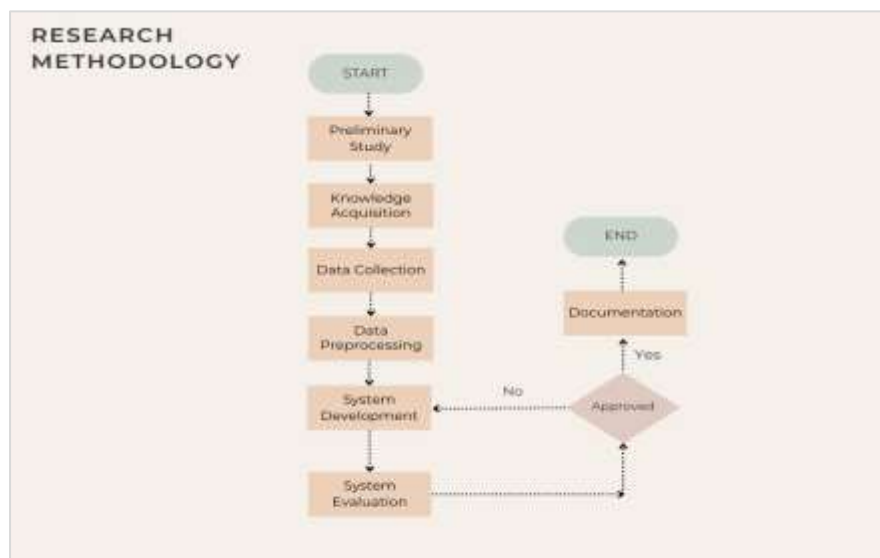 RESEARCH
METHODOLOGY
START
Preliminary
Study
Knowledge
Acquisition
Data Collection
Data
Preprocessing
System
Development
System
Evaluation
No
Approved
Yes
Documentation
END